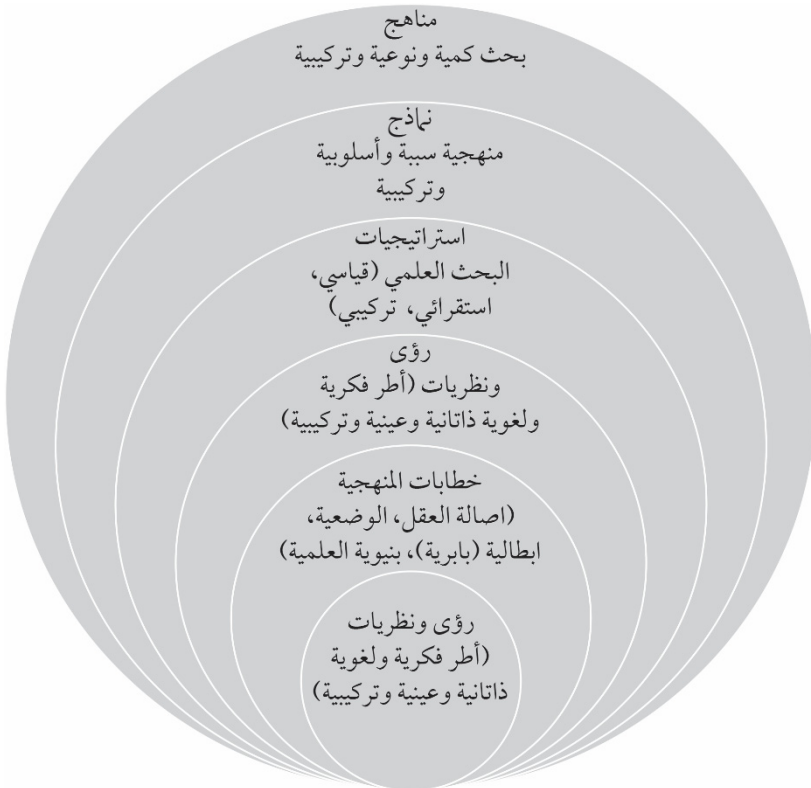 مناهج
بحث كمية ونوعية وتركيبية
نماذج
منهجية سببة وأسلوبية
وتركيبية
استراتيجيات
البحث العلمي (قياسي،
استقرائي، تركيبي)
رؤى
ونظريات (أطر فكرية
ولغوية ذاتانية وعينية وتركيبية)
خطابات المنهجية
(اصالة العقل، الوضعية،
ابطالية (بابرية)، بنيوية العلمية)
رؤى ونظريات
(أطر فكرية ولغوية
ذاتانية وعينية وتركيبية)